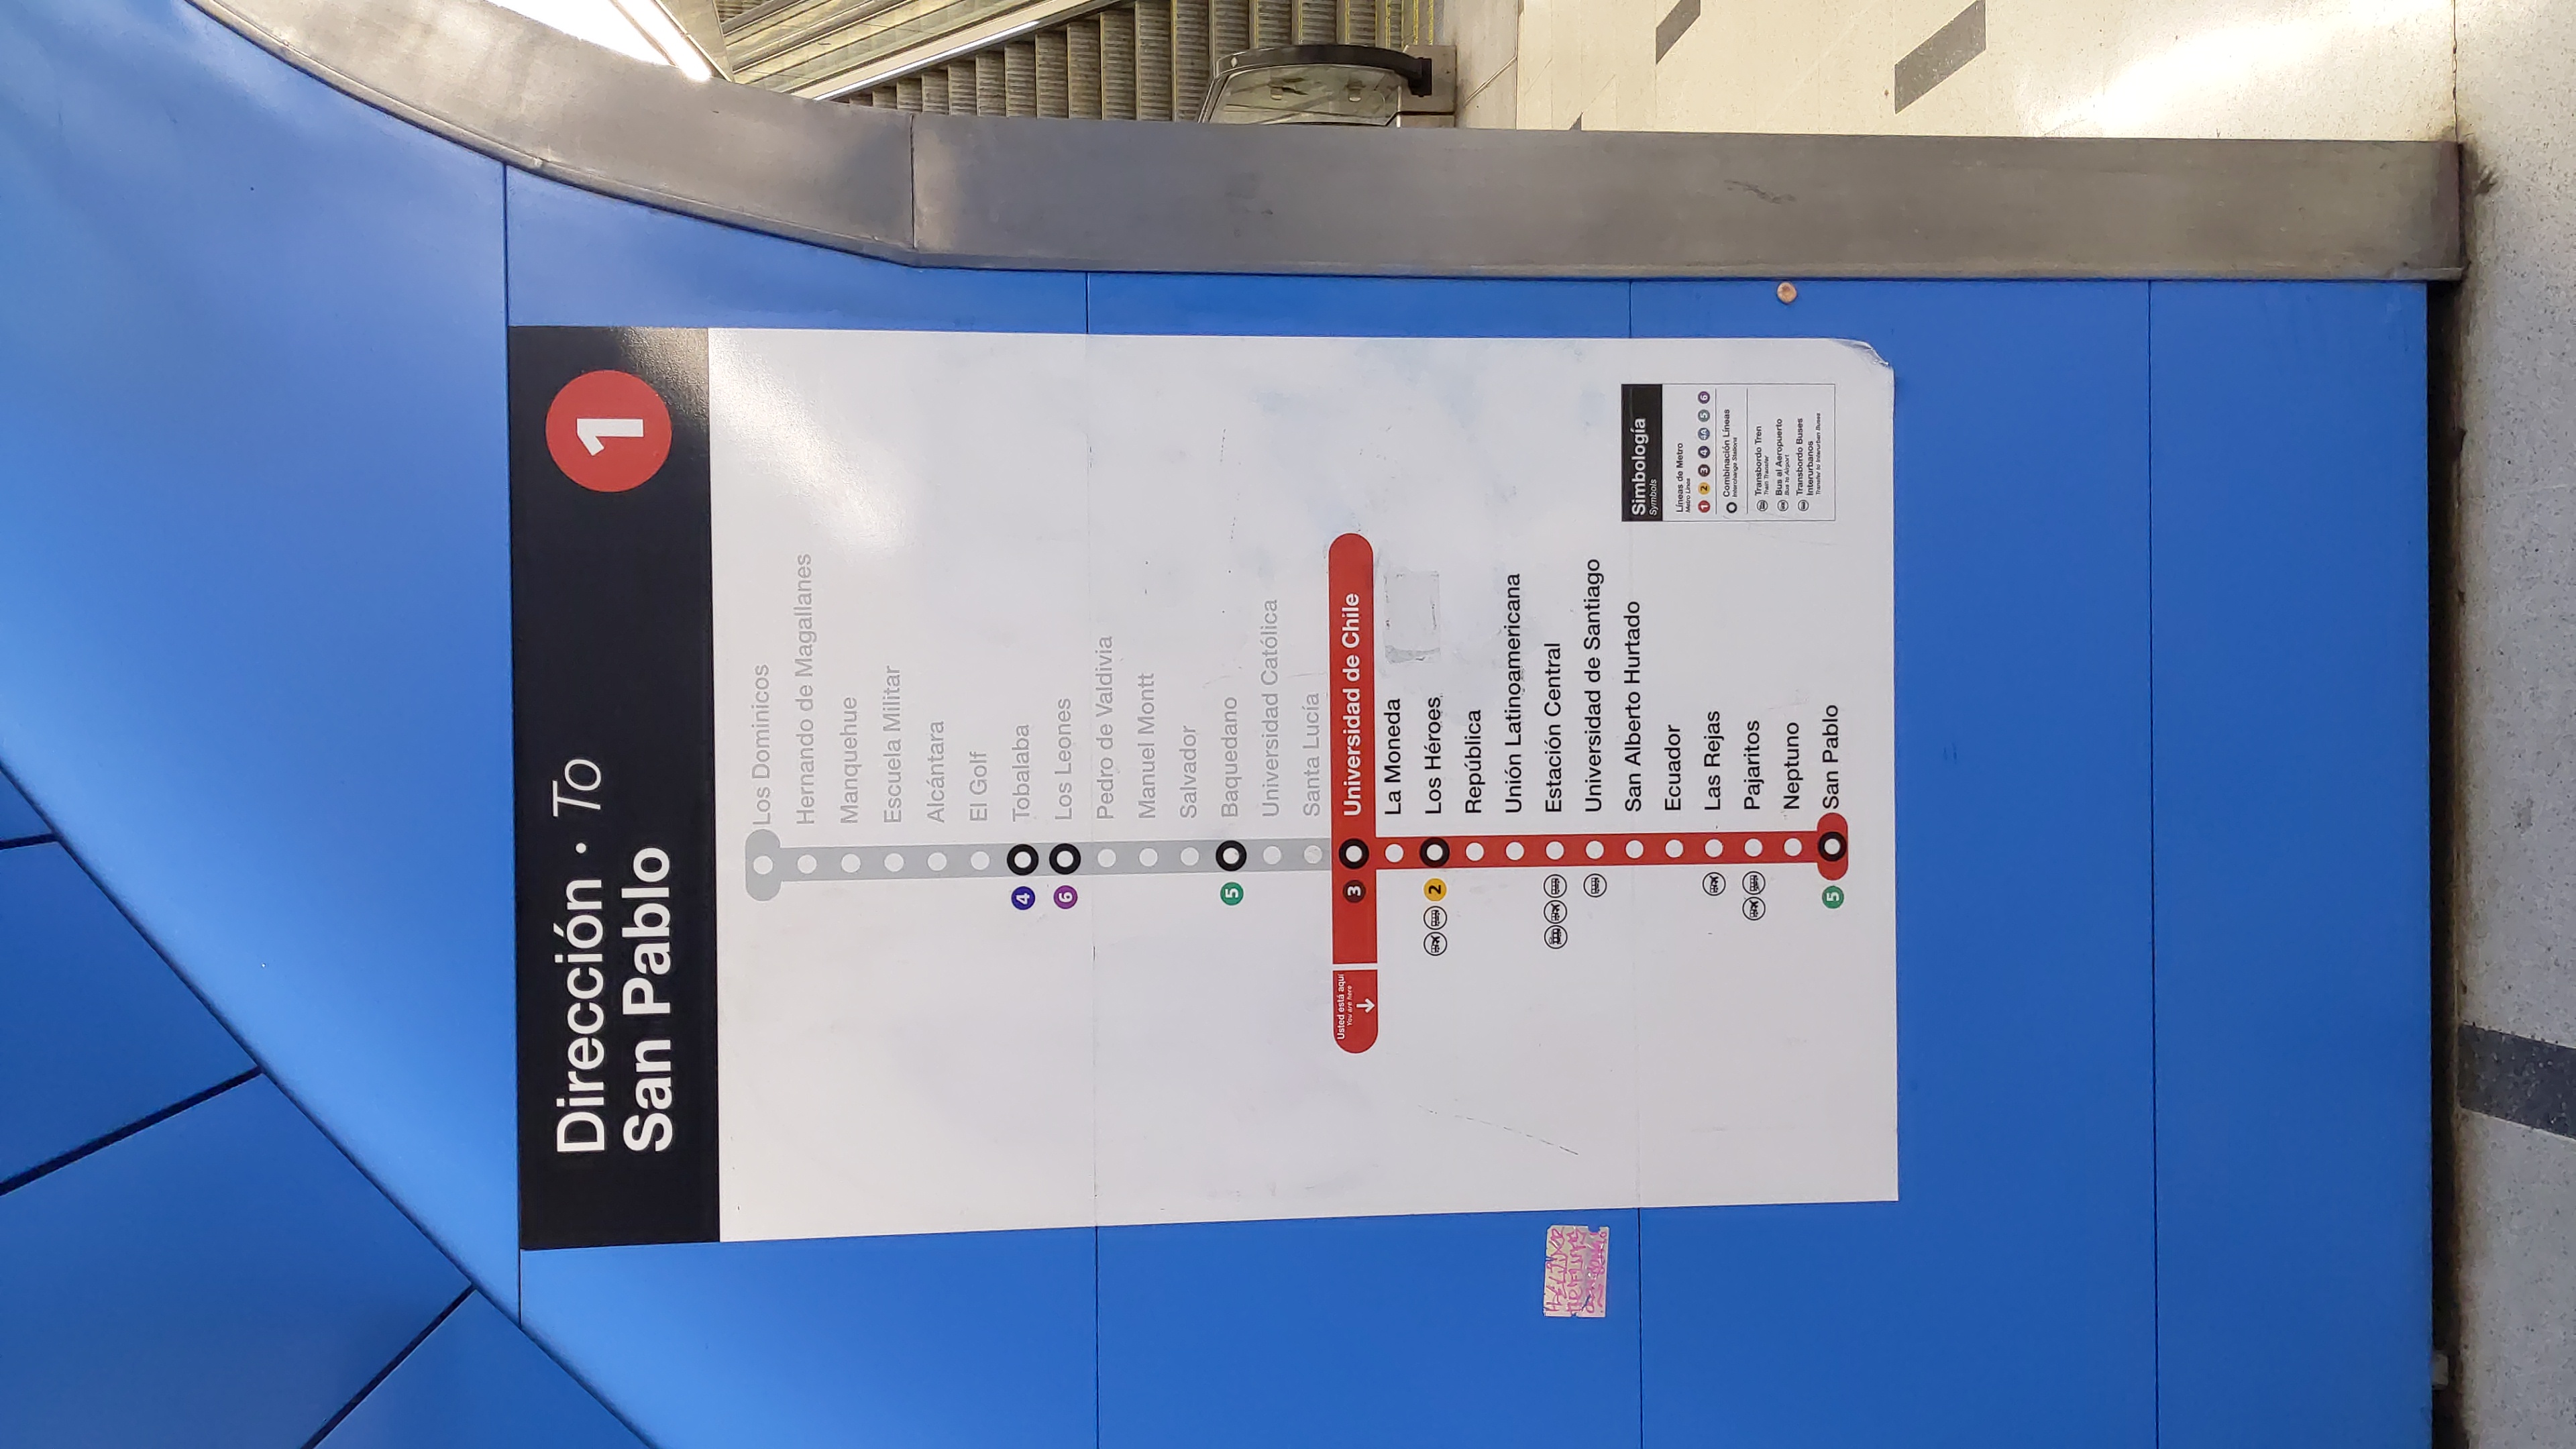 Dirección · To
San Pablo
1
Los Dominicos
Hernando de Magallanes
Manquehue
Escuela Militar
Alcántara
El Golf
4 Tobalaba
6 Los Leones
Pedro de Valdivia
Manuel Montt
Salvador
5 Baquedano
Universidad Católica
Santa Lucía
Usted está aquí
You are here
3 Universidad de Chile
La Moneda
2 Los Héroes
República
Unión Latinoamericana
Estación Central
Universidad de Santiago
San Alberto Hurtado
Ecuador
Las Rejas
Pajaritos
Neptuno
5 San Pablo
Simbología
Symbols
Líneas de Metro
Metro Lines
1 2 3 4 4A 5 6
Combinación Líneas
Interchange Stations
Transbordo Tren
Train Transfer
Bus al Aeropuerto
Bus to Airport
Transbordo Buses
Interurbanos
Transfer to Interurban Buses